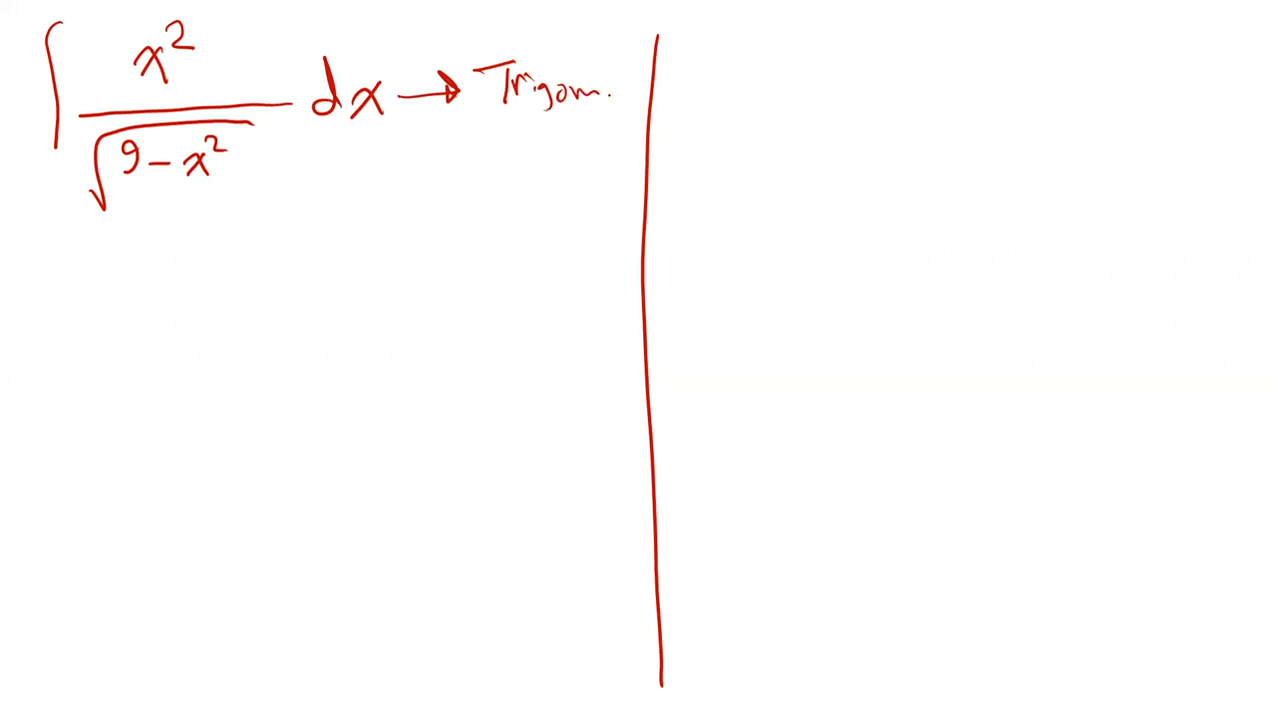 ∫ x² / √(9 - x²) dx → Trigom.